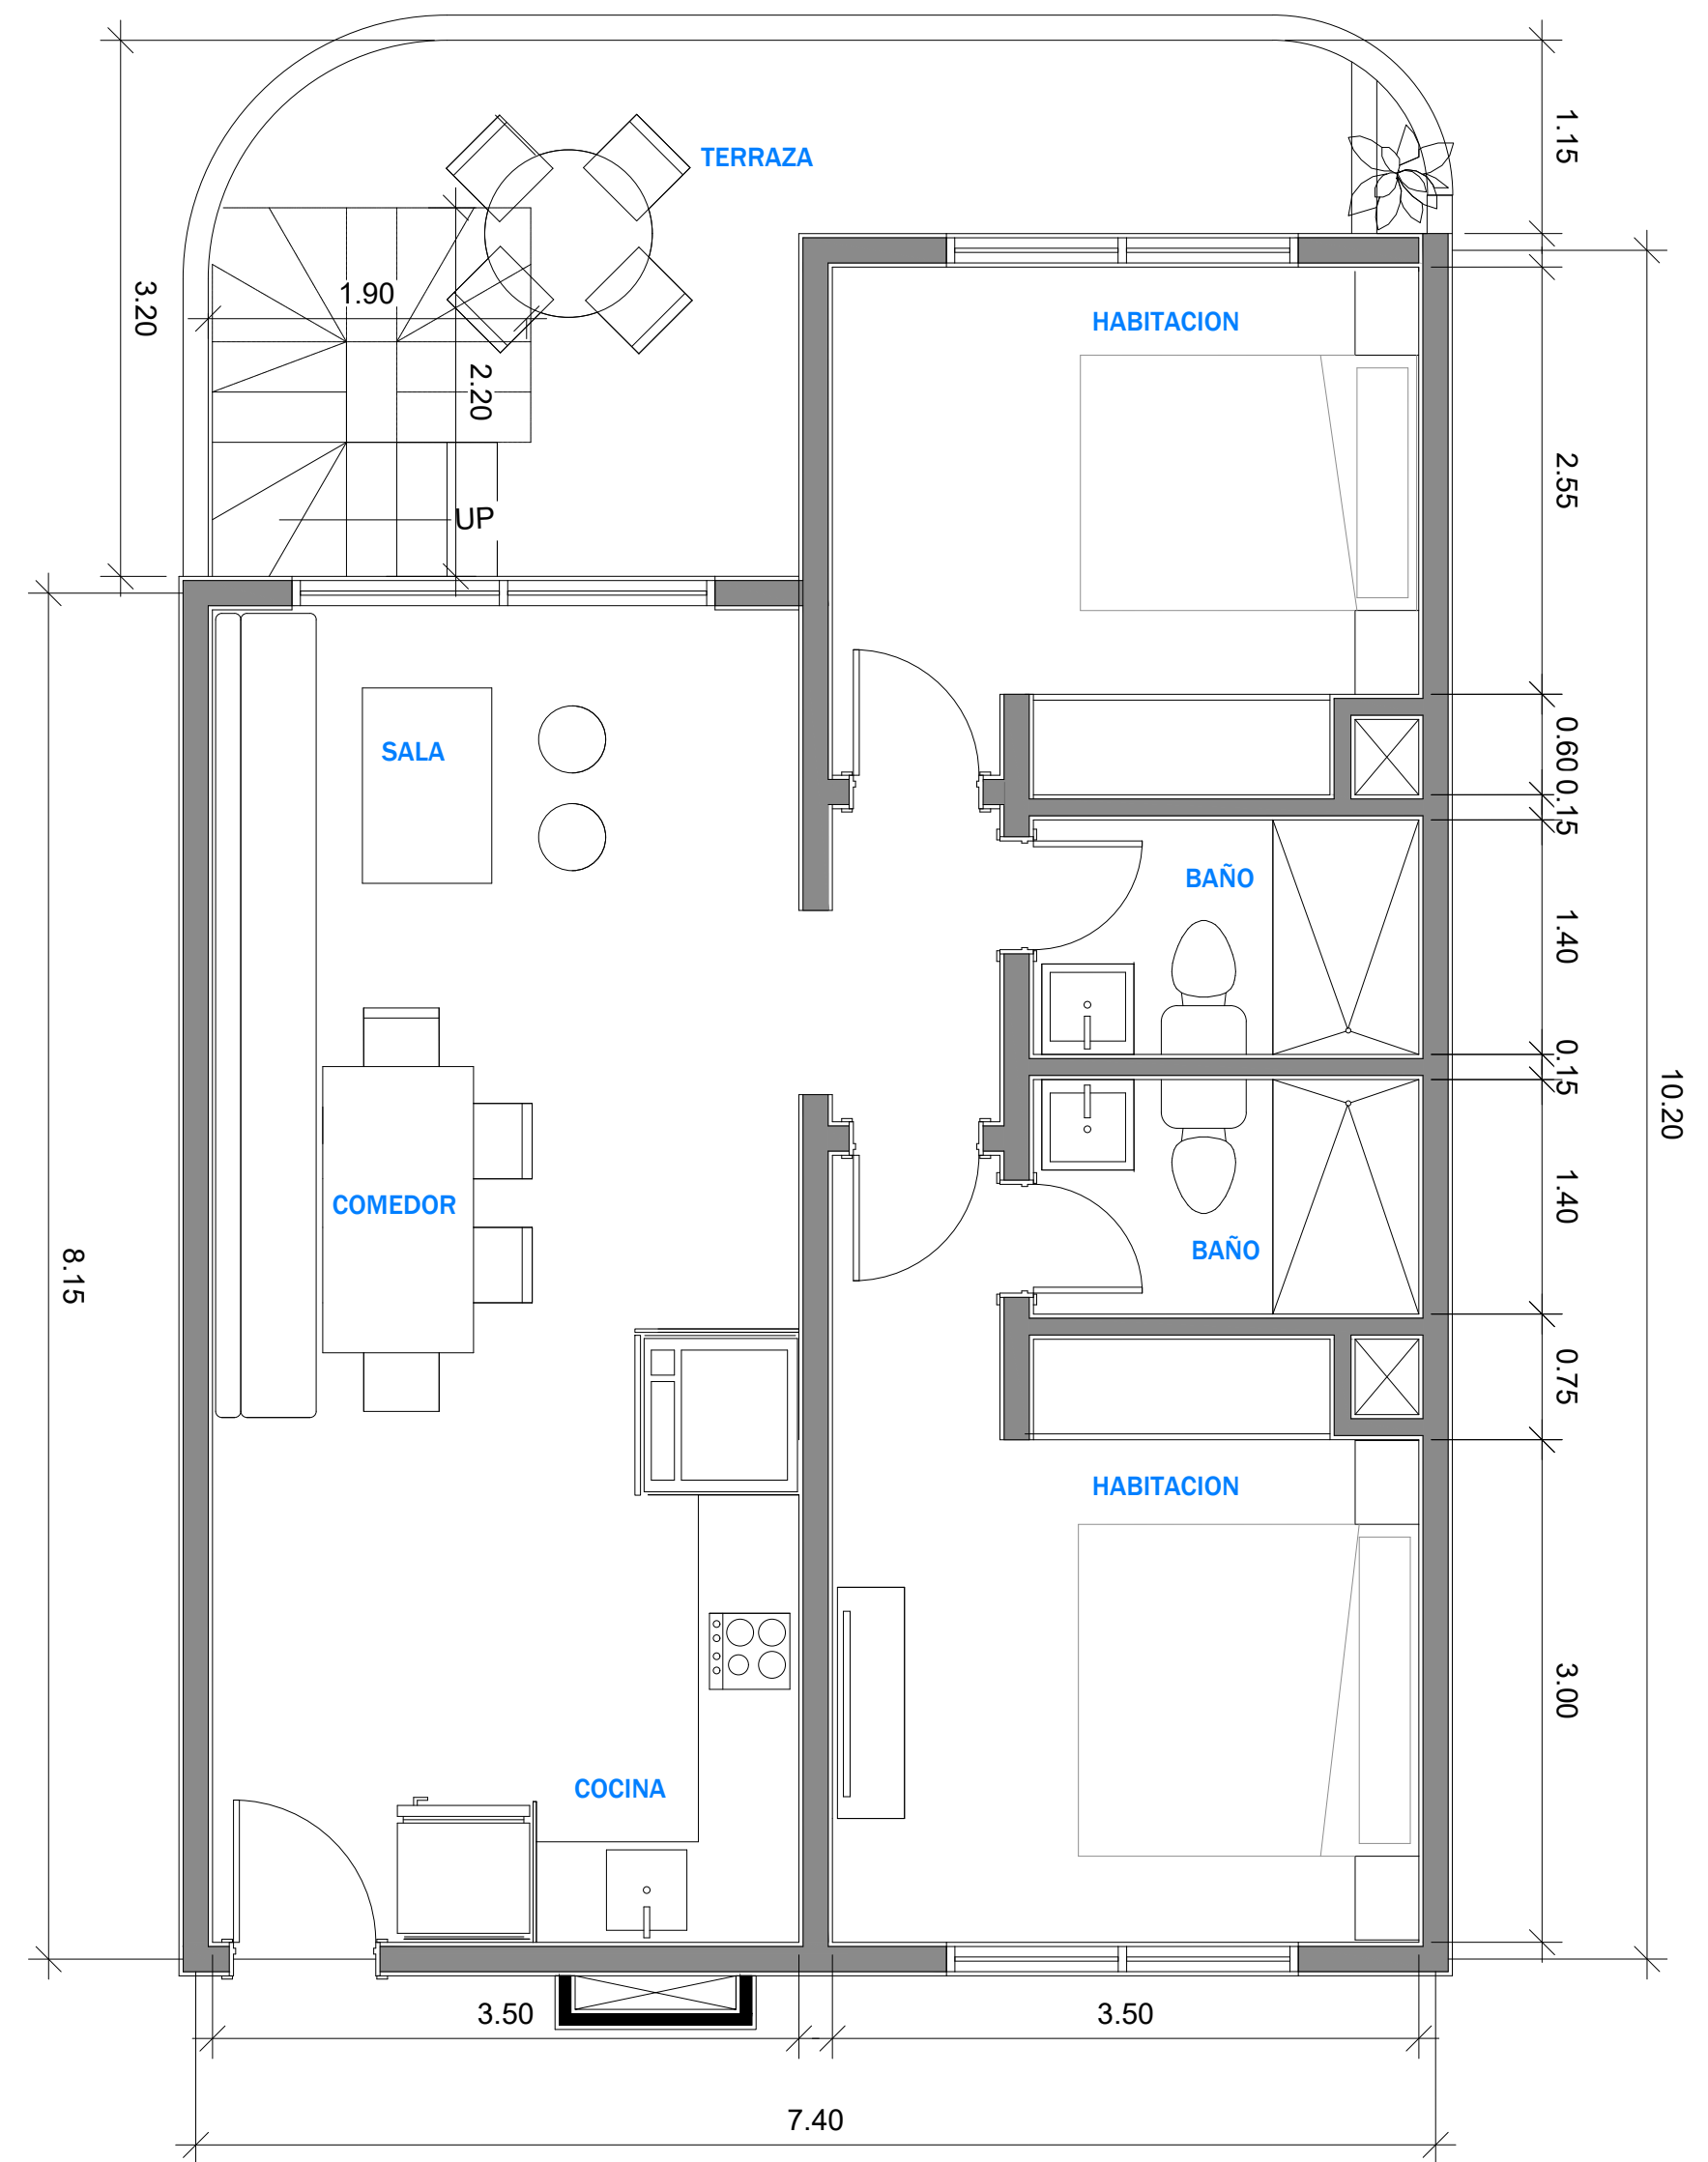 TERRAZA
1.15
3.20
1.90
HABITACION
2.20
2.55
UP
SALA
0.60
0.15
BAÑO
1.40
0.15
10.20
COMEDOR
1.40
BAÑO
8.15
0.75
HABITACION
3.00
COCINA
3.50
3.50
7.40